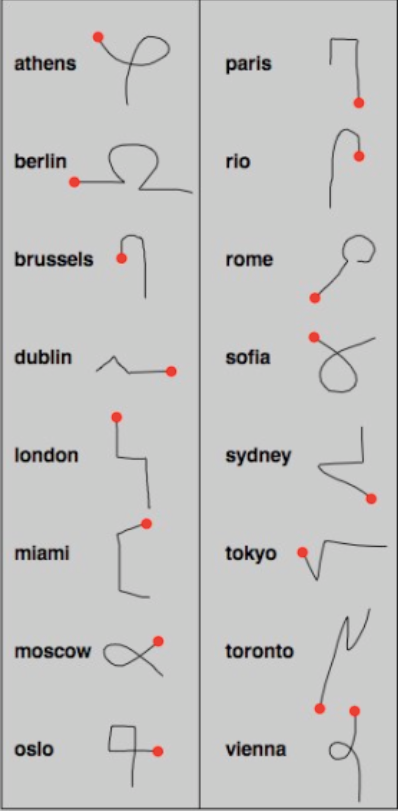 athens
berlin
brussels
dublin
london
miami
moscow
oslo
paris
rio
rome
sofia
sydney
tokyo
toronto
vienna